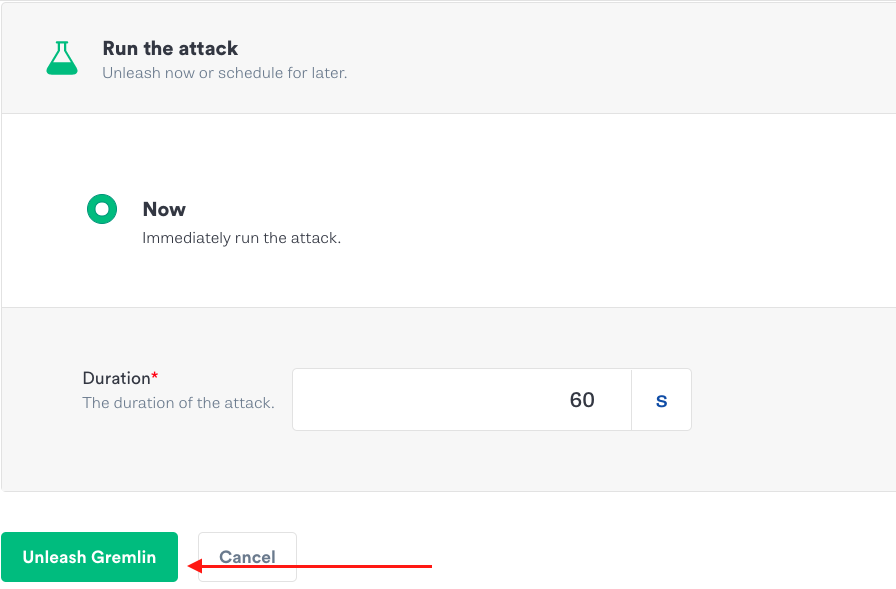 Run the attack
Unleash now or schedule for later.
Now
Immediately run the attack.
Duration*
The duration of the attack.
60
s
Unleash Gremlin
Cancel